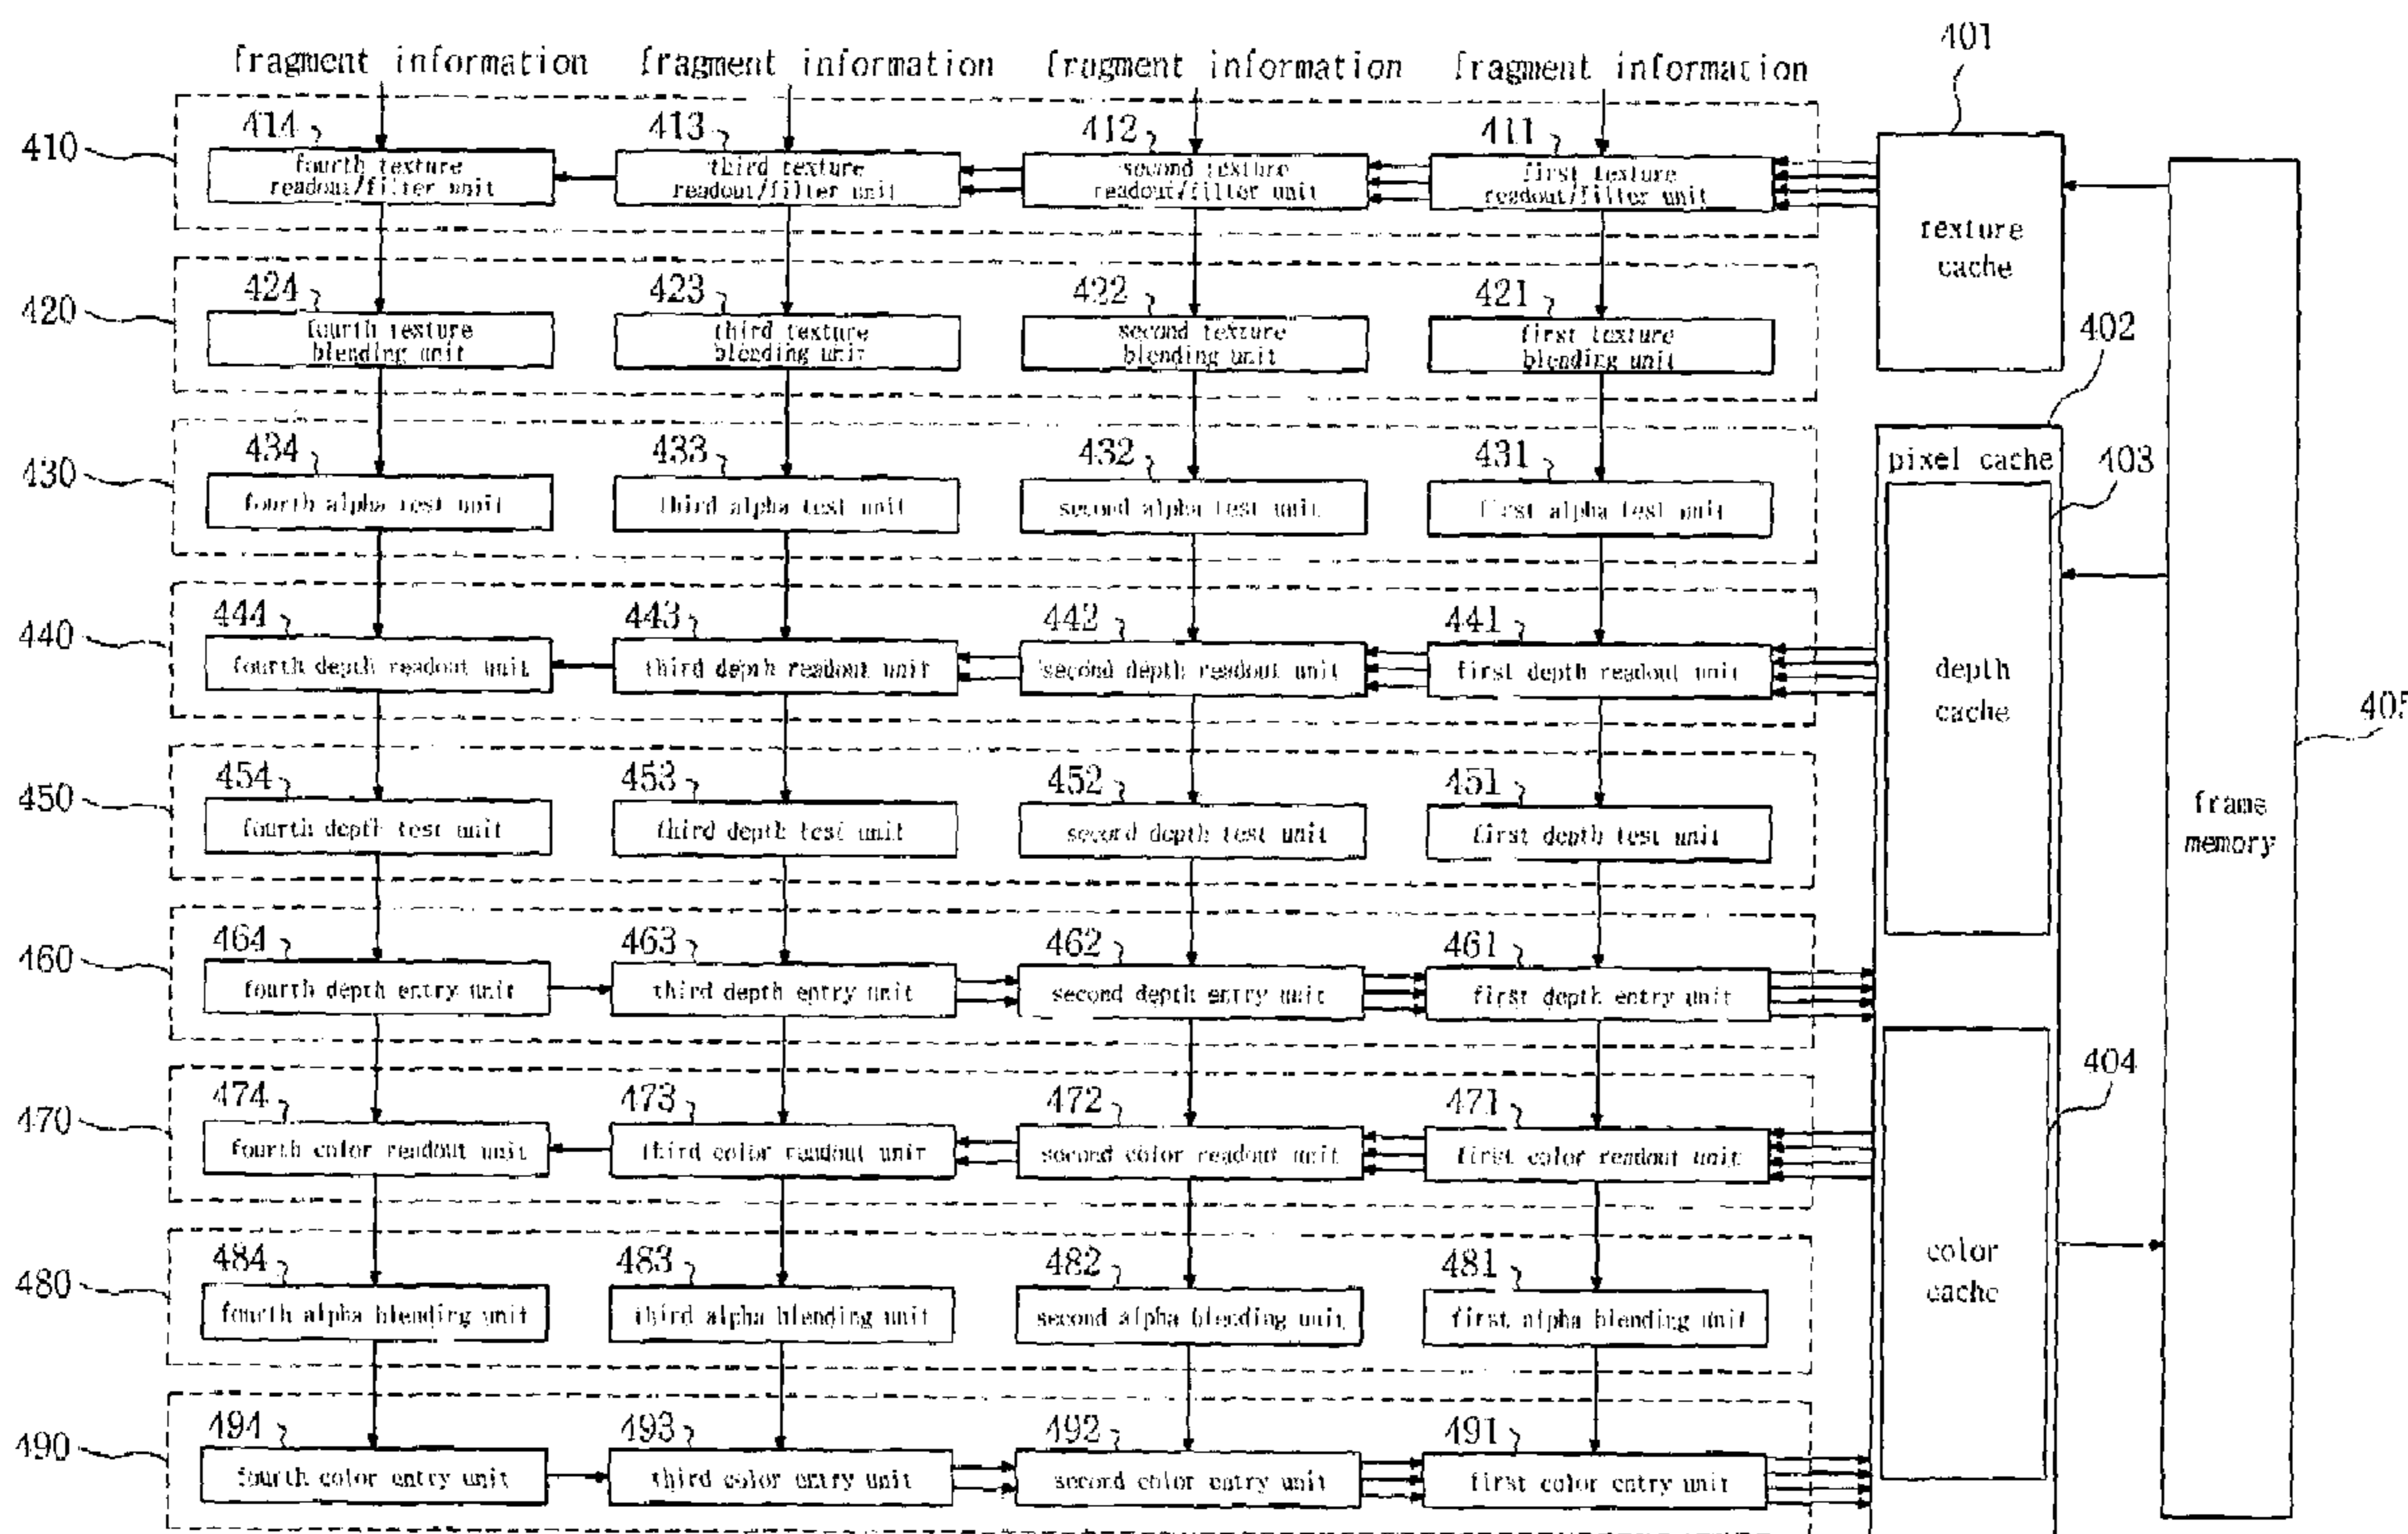 401
fragment information fragment information fragment information fragment information
410
414 413 412 411
fourth texture readout/filter unit
third texture readout/filter unit
second texture readout/filter unit
first texture readout/filter unit
texture cache
420
424 423 422 421
fourth texture blending unit
third texture blending unit
second texture blending unit
first texture blending unit
402
430
434 433 432 431
fourth alpha test unit
third alpha test unit
second alpha test unit
first alpha test unit
pixel cache
403
440
444 443 442 441
fourth depth readout unit
third depth readout unit
second depth readout unit
first depth readout unit
depth cache
405
450
454 453 452 451
fourth depth test unit
third depth test unit
second depth test unit
first depth test unit
frame memory
460
464 463 462 461
fourth depth entry unit
third depth entry unit
second depth entry unit
first depth entry unit
404
470
474 473 472 471
fourth color readout unit
third color readout unit
second color readout unit
first color readout unit
480
484 483 482 481
fourth alpha blending unit
third alpha blending unit
second alpha blending unit
first alpha blending unit
color cache
490
494 493 492 491
fourth color entry unit
third color entry unit
second color entry unit
first color entry unit